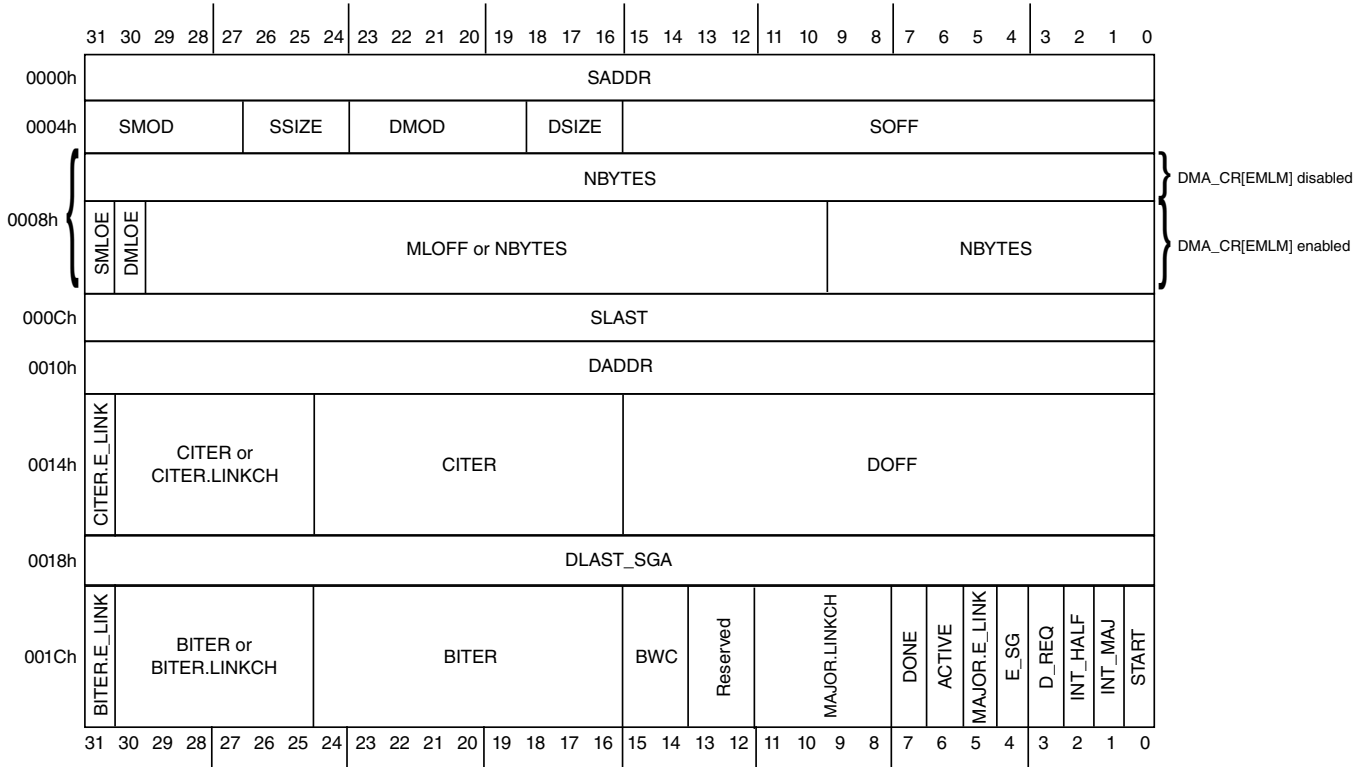 31 30 29 28 27 26 25 24 23 22 21 20 19 18 17 16 15 14 13 12 11 10 9 8 7 6 5 4 3 2 1 0
0000h SADDR
0004h SMOD SSIZE DMOD DSIZE SOFF
0008h
NBYTES DMA_CR[EMLM] disabled
SMLOE DMLOE MLOFF or NBYTES NBYTES DMA_CR[EMLM] enabled
000Ch SLAST
0010h DADDR
0014h CITER.E_LINK CITER or
CITER.LINKCH CITER DOFF
0018h DLAST_SGA
001Ch BITER.E_LINK BITER or
BITER.LINKCH BITER BWC Reserved MAJOR.LINKCH DONE ACTIVE MAJOR.E_LINK E_SG D_REQ INT_HALF INT_MAJ START
31 30 29 28 27 26 25 24 23 22 21 20 19 18 17 16 15 14 13 12 11 10 9 8 7 6 5 4 3 2 1 0